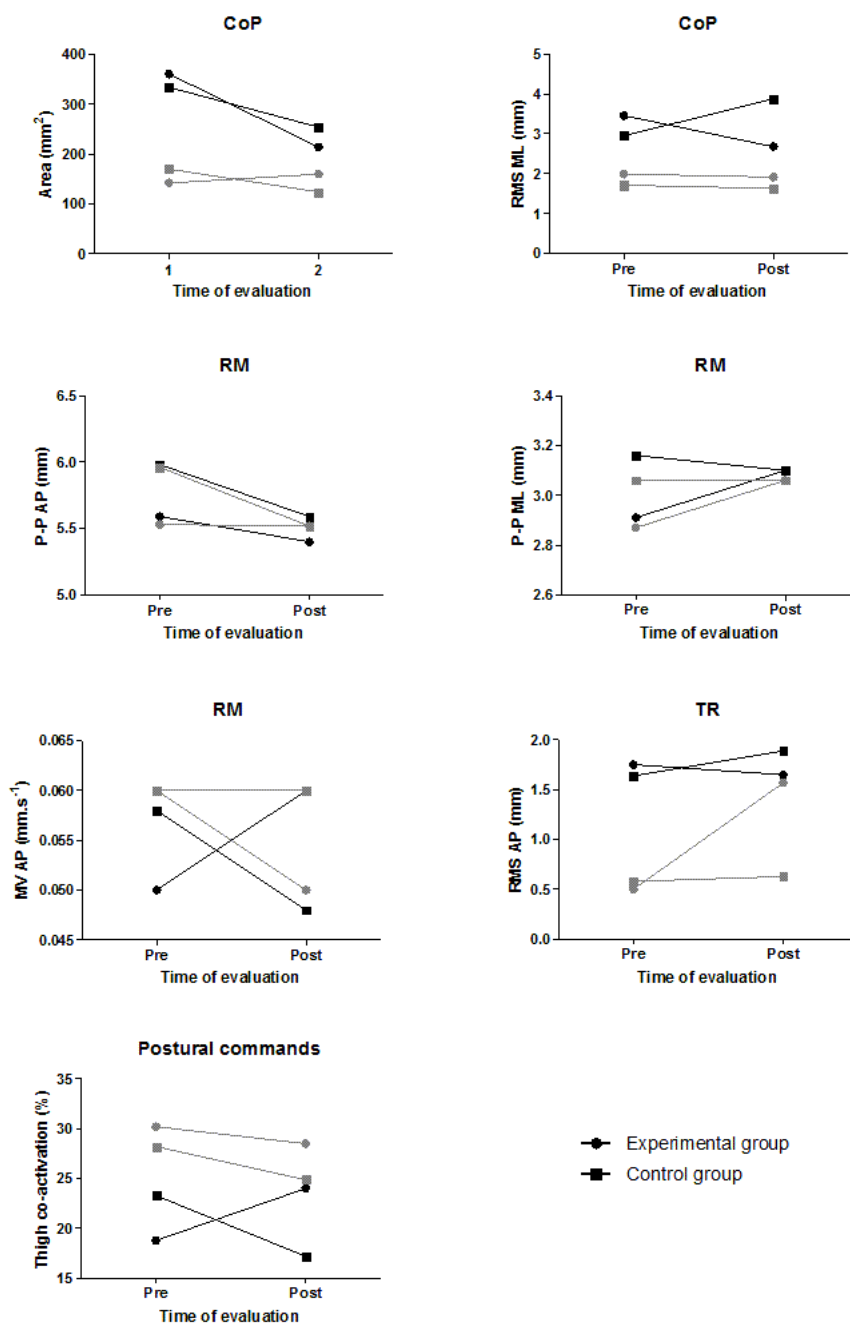 CoP
400
300
200
100
0
Area (mm²)
1 2
Time of evaluation
CoP
5
4
3
2
1
0
RMS ML (mm)
Pre Post
Time of evaluation
RM
6.5
6.0
5.5
5.0
P-P AP (mm)
Pre Post
Time of evaluation
RM
3.4
3.2
3.0
2.8
2.6
P-P ML (mm)
Pre Post
Time of evaluation
RM
0.065
0.060
0.055
0.050
0.045
MV AP (mm.s⁻¹)
Pre Post
Time of evaluation
TR
2.0
1.5
1.0
0.5
0.0
RMS AP (mm)
Pre Post
Time of evaluation
Postural commands
35
30
25
20
15
Thigh co-activation (%)
Pre Post
Time of evaluation
Experimental group
Control group